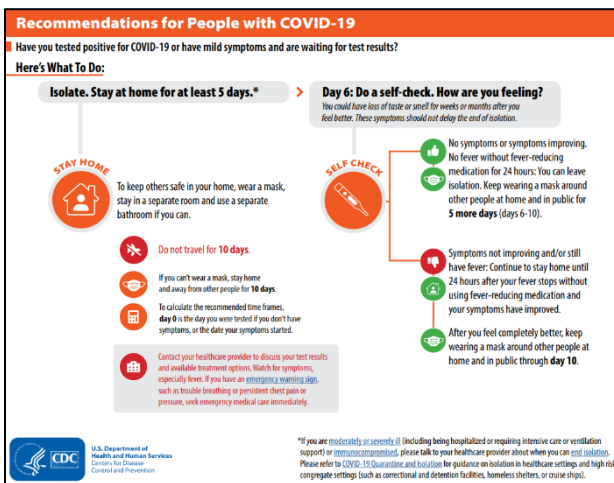 Recommendations for People with COVID-19
Have you tested positive for COVID-19 or have mild symptoms and are waiting for test results?
Here's What To Do:
Isolate. Stay at home for at least 5 days.*
STAY HOME
To keep others safe in your home, wear a mask,
stay in a separate room and use a separate
bathroom if you can.
Do not travel for 10 days.
If you can't wear a mask, stay home
and away from other people for 10 days.
To calculate the recommended time frames,
day 0 is the day you were tested if you don't have
symptoms, or the date your symptoms started.
Contact your healthcare provider to discuss your test results
and available treatment options. Watch for symptoms,
especially fever. If you have an emergency warning sign,
such as trouble breathing or persistent chest pain or
pressure, seek emergency medical care immediately.
Day 6: Do a self-check. How are you feeling?
You could have loss of taste or smell for weeks or months after you
feel better. These symptoms should not delay the end of isolation.
SELF CHECK
No symptoms or symptoms improving.
No fever without fever-reducing
medication for 24 hours: You can leave
isolation. Keep wearing a mask around
other people at home and in public for
5 more days (days 6-10).
Symptoms not improving and/or still
have fever: Continue to stay home until
24 hours after your fever stops without
using fever-reducing medication and
your symptoms have improved.
After you feel completely better, keep
wearing a mask around other people at
home and in public through day 10.
CDC
U.S. Department of
Health and Human Services
Centers for Disease
Control and Prevention
*If you are moderately or severely ill (including being hospitalized or requiring intensive care or ventilation
support) or immunocompromised, please talk to your healthcare provider about when you can end isolation.
Please refer to COVID-19 Quarantine and Isolation for guidance on isolation in healthcare settings and high risk
congregate settings (such as correctional and detention facilities, homeless shelters, or cruise ships).